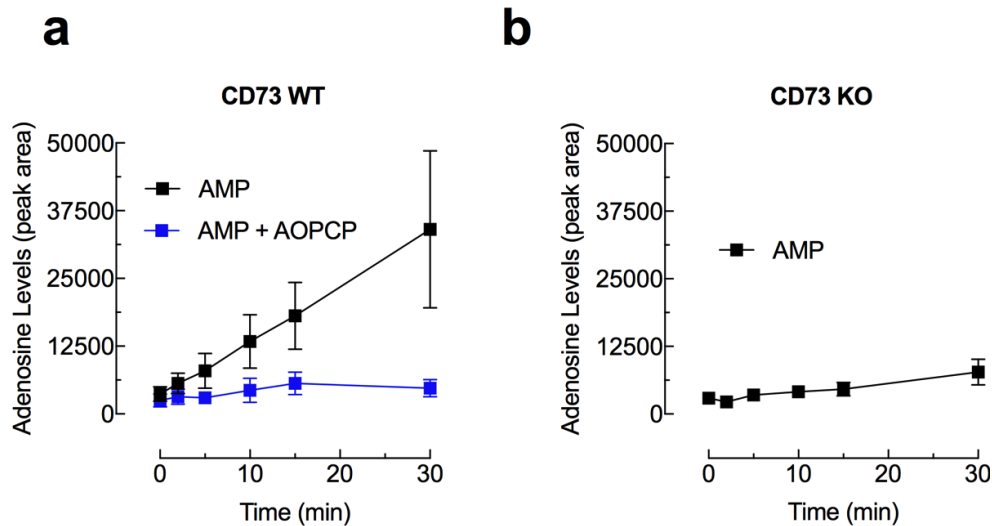 a
CD73 WT
Adenosine Levels (peak area)
50000
37500
25000
12500
0
AMP
AMP + AOPCP
0
10
20
30
Time (min)
b
CD73 KO
Adenosine Levels (peak area)
50000
37500
25000
12500
0
AMP
0
10
20
30
Time (min)